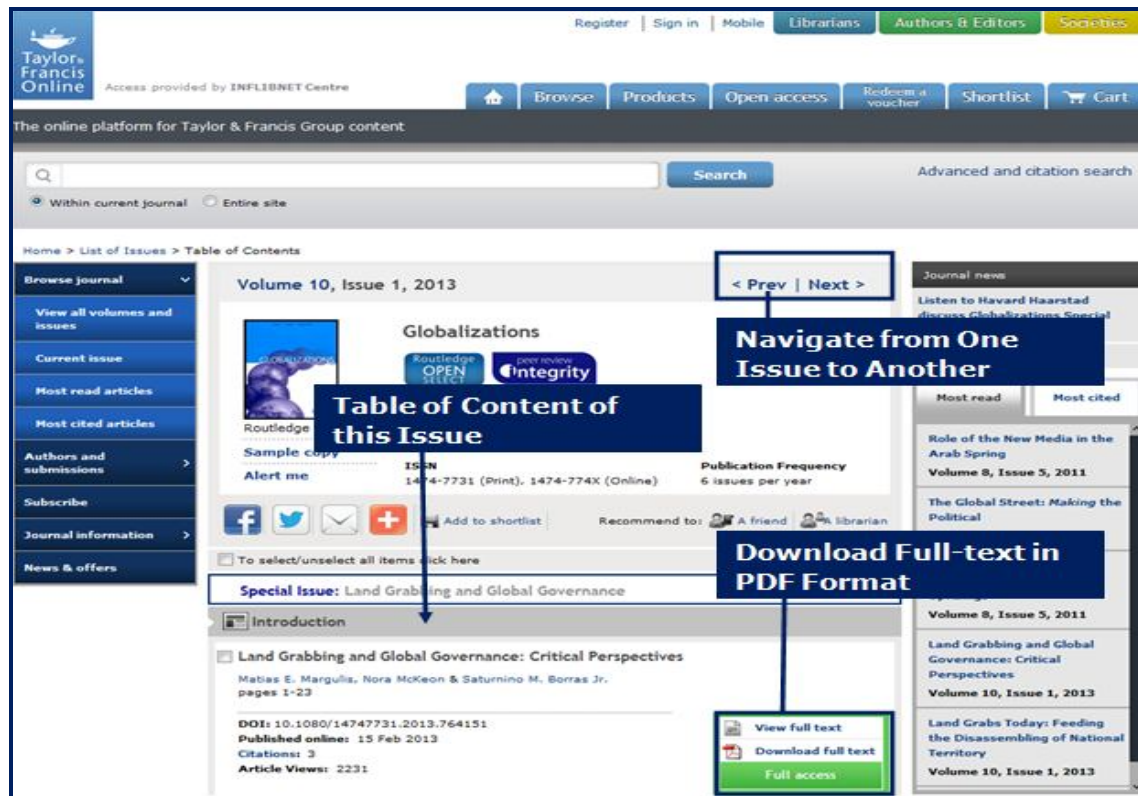 Register | Sign in | Mobile Librarians Authors & Editors Societies
Taylor & Francis Online
Access provided by INFLIBNET Centre
Browse Products Open access Redeem a voucher Shortlist Cart
The online platform for Taylor & Francis Group content
Search Advanced and citation search
Within current journal Entire site
Home > List of Issues > Table of Contents
Browse journal
View all volumes and issues
Current issue
Most read articles
Most cited articles
Authors and submissions >
Subscribe
Journal information >
News & offers
Volume 10, Issue 1, 2013
< Prev | Next >
Navigate from One
Issue to Another
GLOBALIZATIONS
Globalizations
Routledge
OPEN
SELECT
peer review
integrity
Table of Content of
this Issue
Routledge
Sample copy
Alert me
ISSN
1474-7731 (Print), 1474-774X (Online)
Publication Frequency
6 issues per year
Add to shortlist Recommend to: A friend A librarian
To select/unselect all items click here
Download Full-text in
PDF Format
Special Issue: Land Grabbing and Global Governance
Introduction
Land Grabbing and Global Governance: Critical Perspectives
Matias E. Margulis, Nora McKeon & Saturnino M. Borras Jr.
pages 1-23
DOI: 10.1080/14747731.2013.764151
Published online: 15 Feb 2013
Citations: 3
Article Views: 2231
View full text
Download full text
Full access
Journal news
Listen to Havard Haarstad
discuss Globalizations Special
Most read Most cited
Role of the New Media in the
Arab Spring
Volume 8, Issue 5, 2011
The Global Street: Making the
Political
Volume 8, Issue 5, 2011
Land Grabbing and Global
Governance: Critical
Perspectives
Volume 10, Issue 1, 2013
Land Grabs Today: Feeding
the Disassembling of National
Territory
Volume 10, Issue 1, 2013